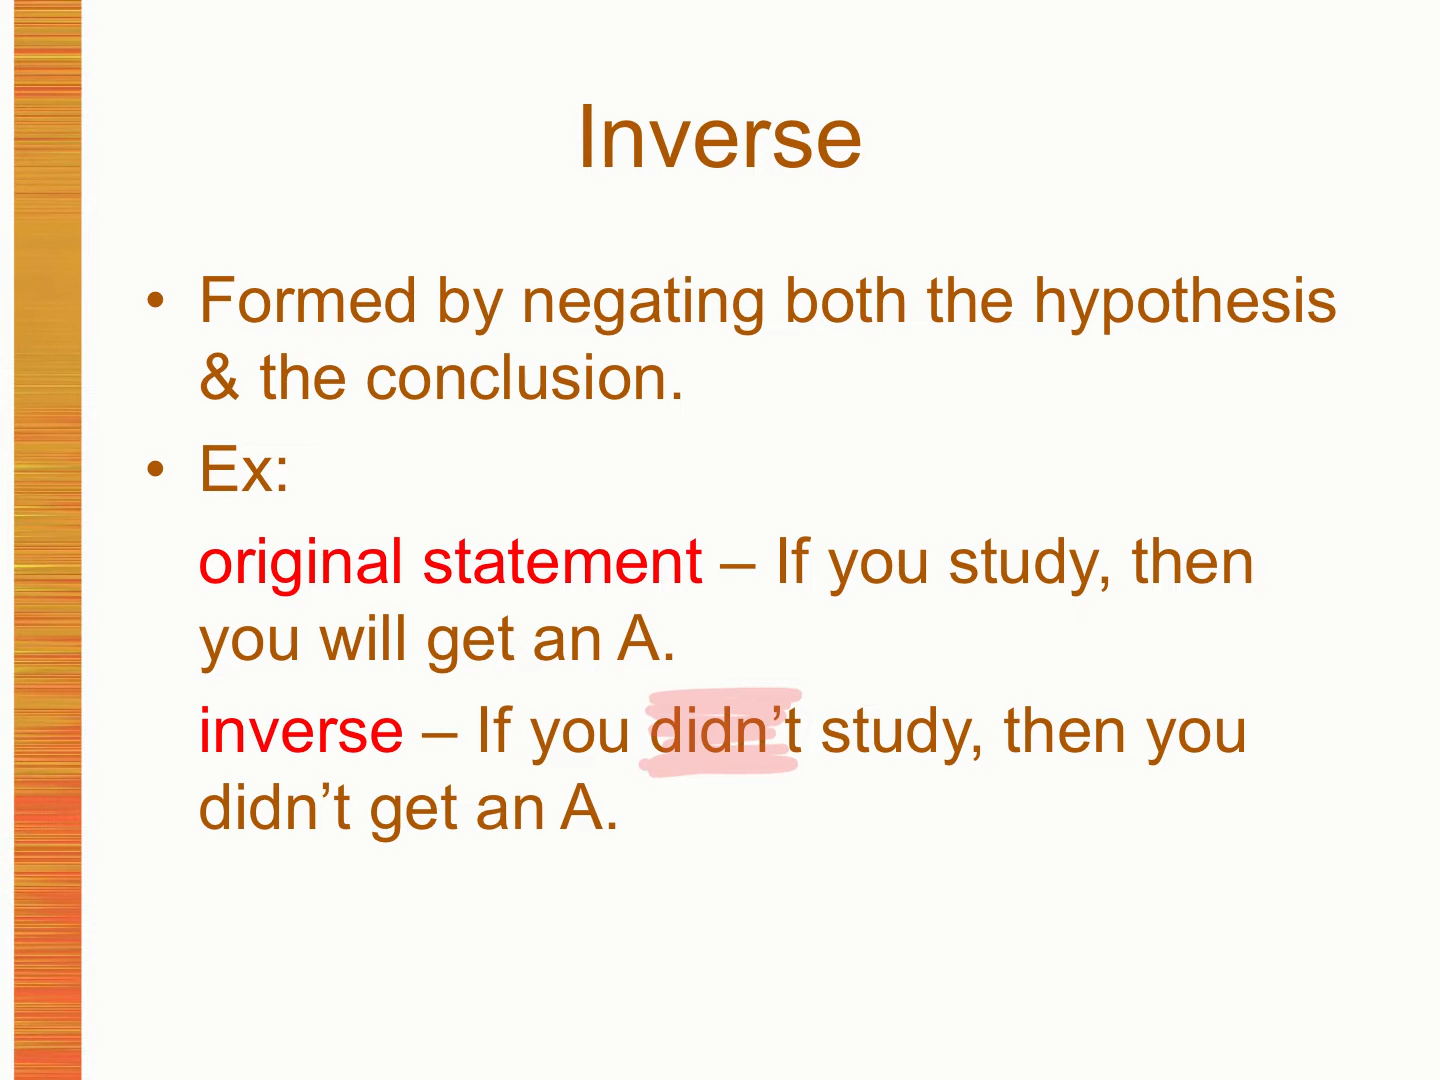 Inverse
• Formed by negating both the hypothesis
& the conclusion.
• Ex:
original statement – If you study, then
you will get an A.
inverse – If you didn’t study, then you
didn’t get an A.